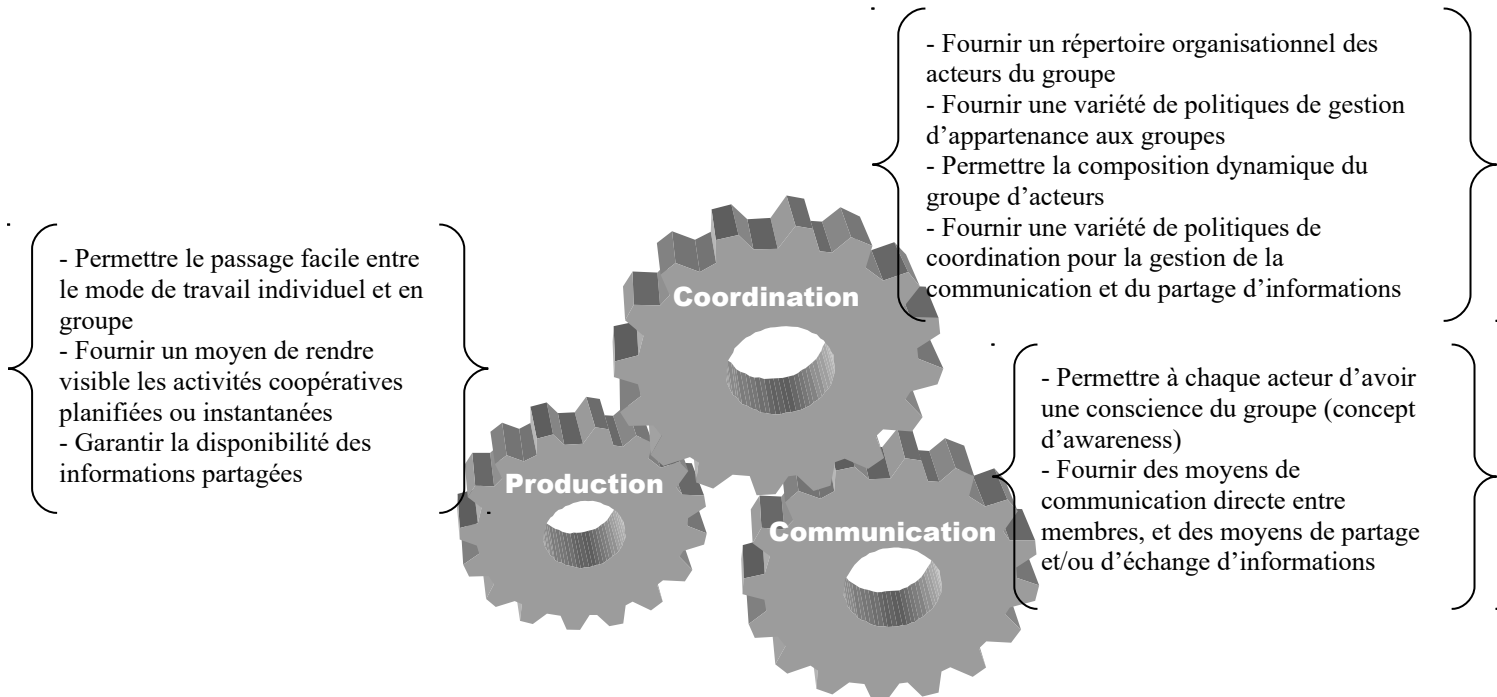 - Fournir un répertoire organisationnel des
acteurs du groupe
- Fournir une variété de politiques de gestion
d’appartenance aux groupes
- Permettre la composition dynamique du
groupe d’acteurs
- Fournir une variété de politiques de
coordination pour la gestion de la
communication et du partage d’informations
- Permettre le passage facile entre
le mode de travail individuel et en
groupe
- Fournir un moyen de rendre
visible les activités coopératives
planifiées ou instantanées
- Garantir la disponibilité des
informations partagées
Coordination
Production
Communication
- Permettre à chaque acteur d’avoir
une conscience du groupe (concept
d’awareness)
- Fournir des moyens de
communication directe entre
membres, et des moyens de partage
et/ou d’échange d’informations